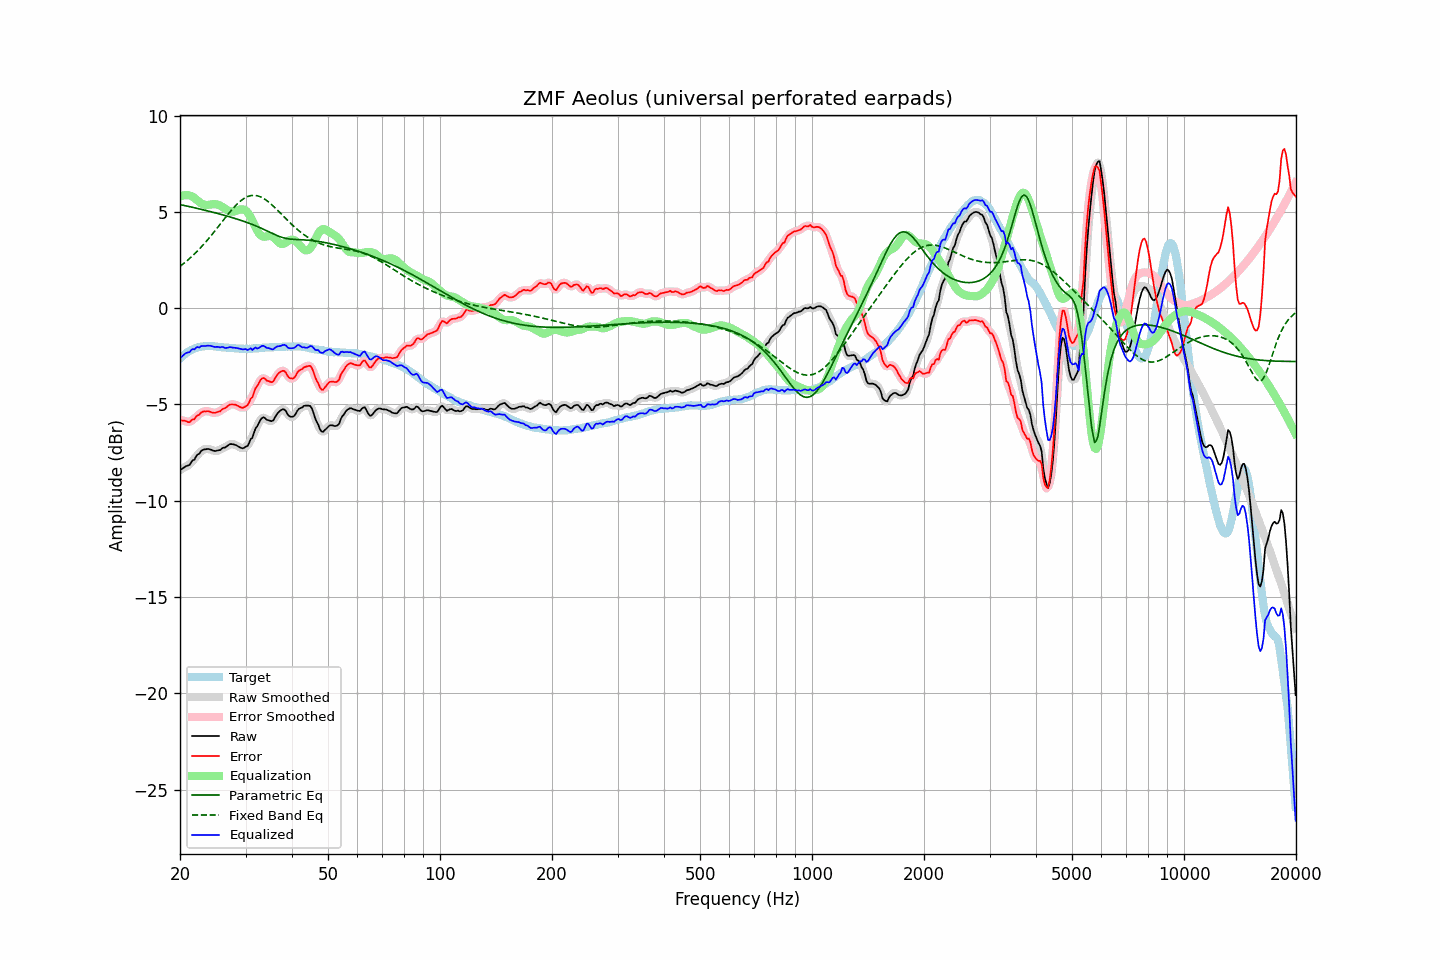 ZMF Aeolus (universal perforated earpads)
10
5
0
−5
−10
−15
−20
−25
Amplitude (dBr)
Target
Raw Smoothed
Error Smoothed
Raw
Error
Equalization
Parametric Eq
Fixed Band Eq
Equalized
20 50 100 200 500 1000 2000 5000 10000 20000
Frequency (Hz)